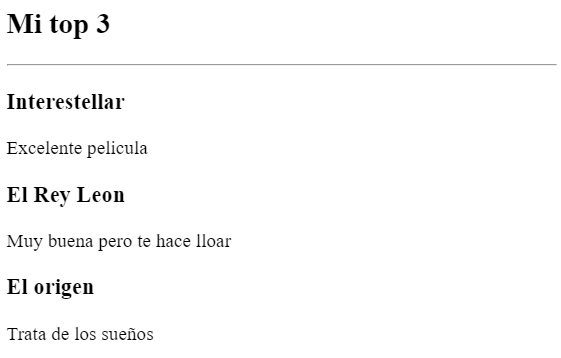 Mi top 3
Interestellar
Excelente pelicula
El Rey Leon
Muy buena pero te hace lloar
El origen
Trata de los sueños